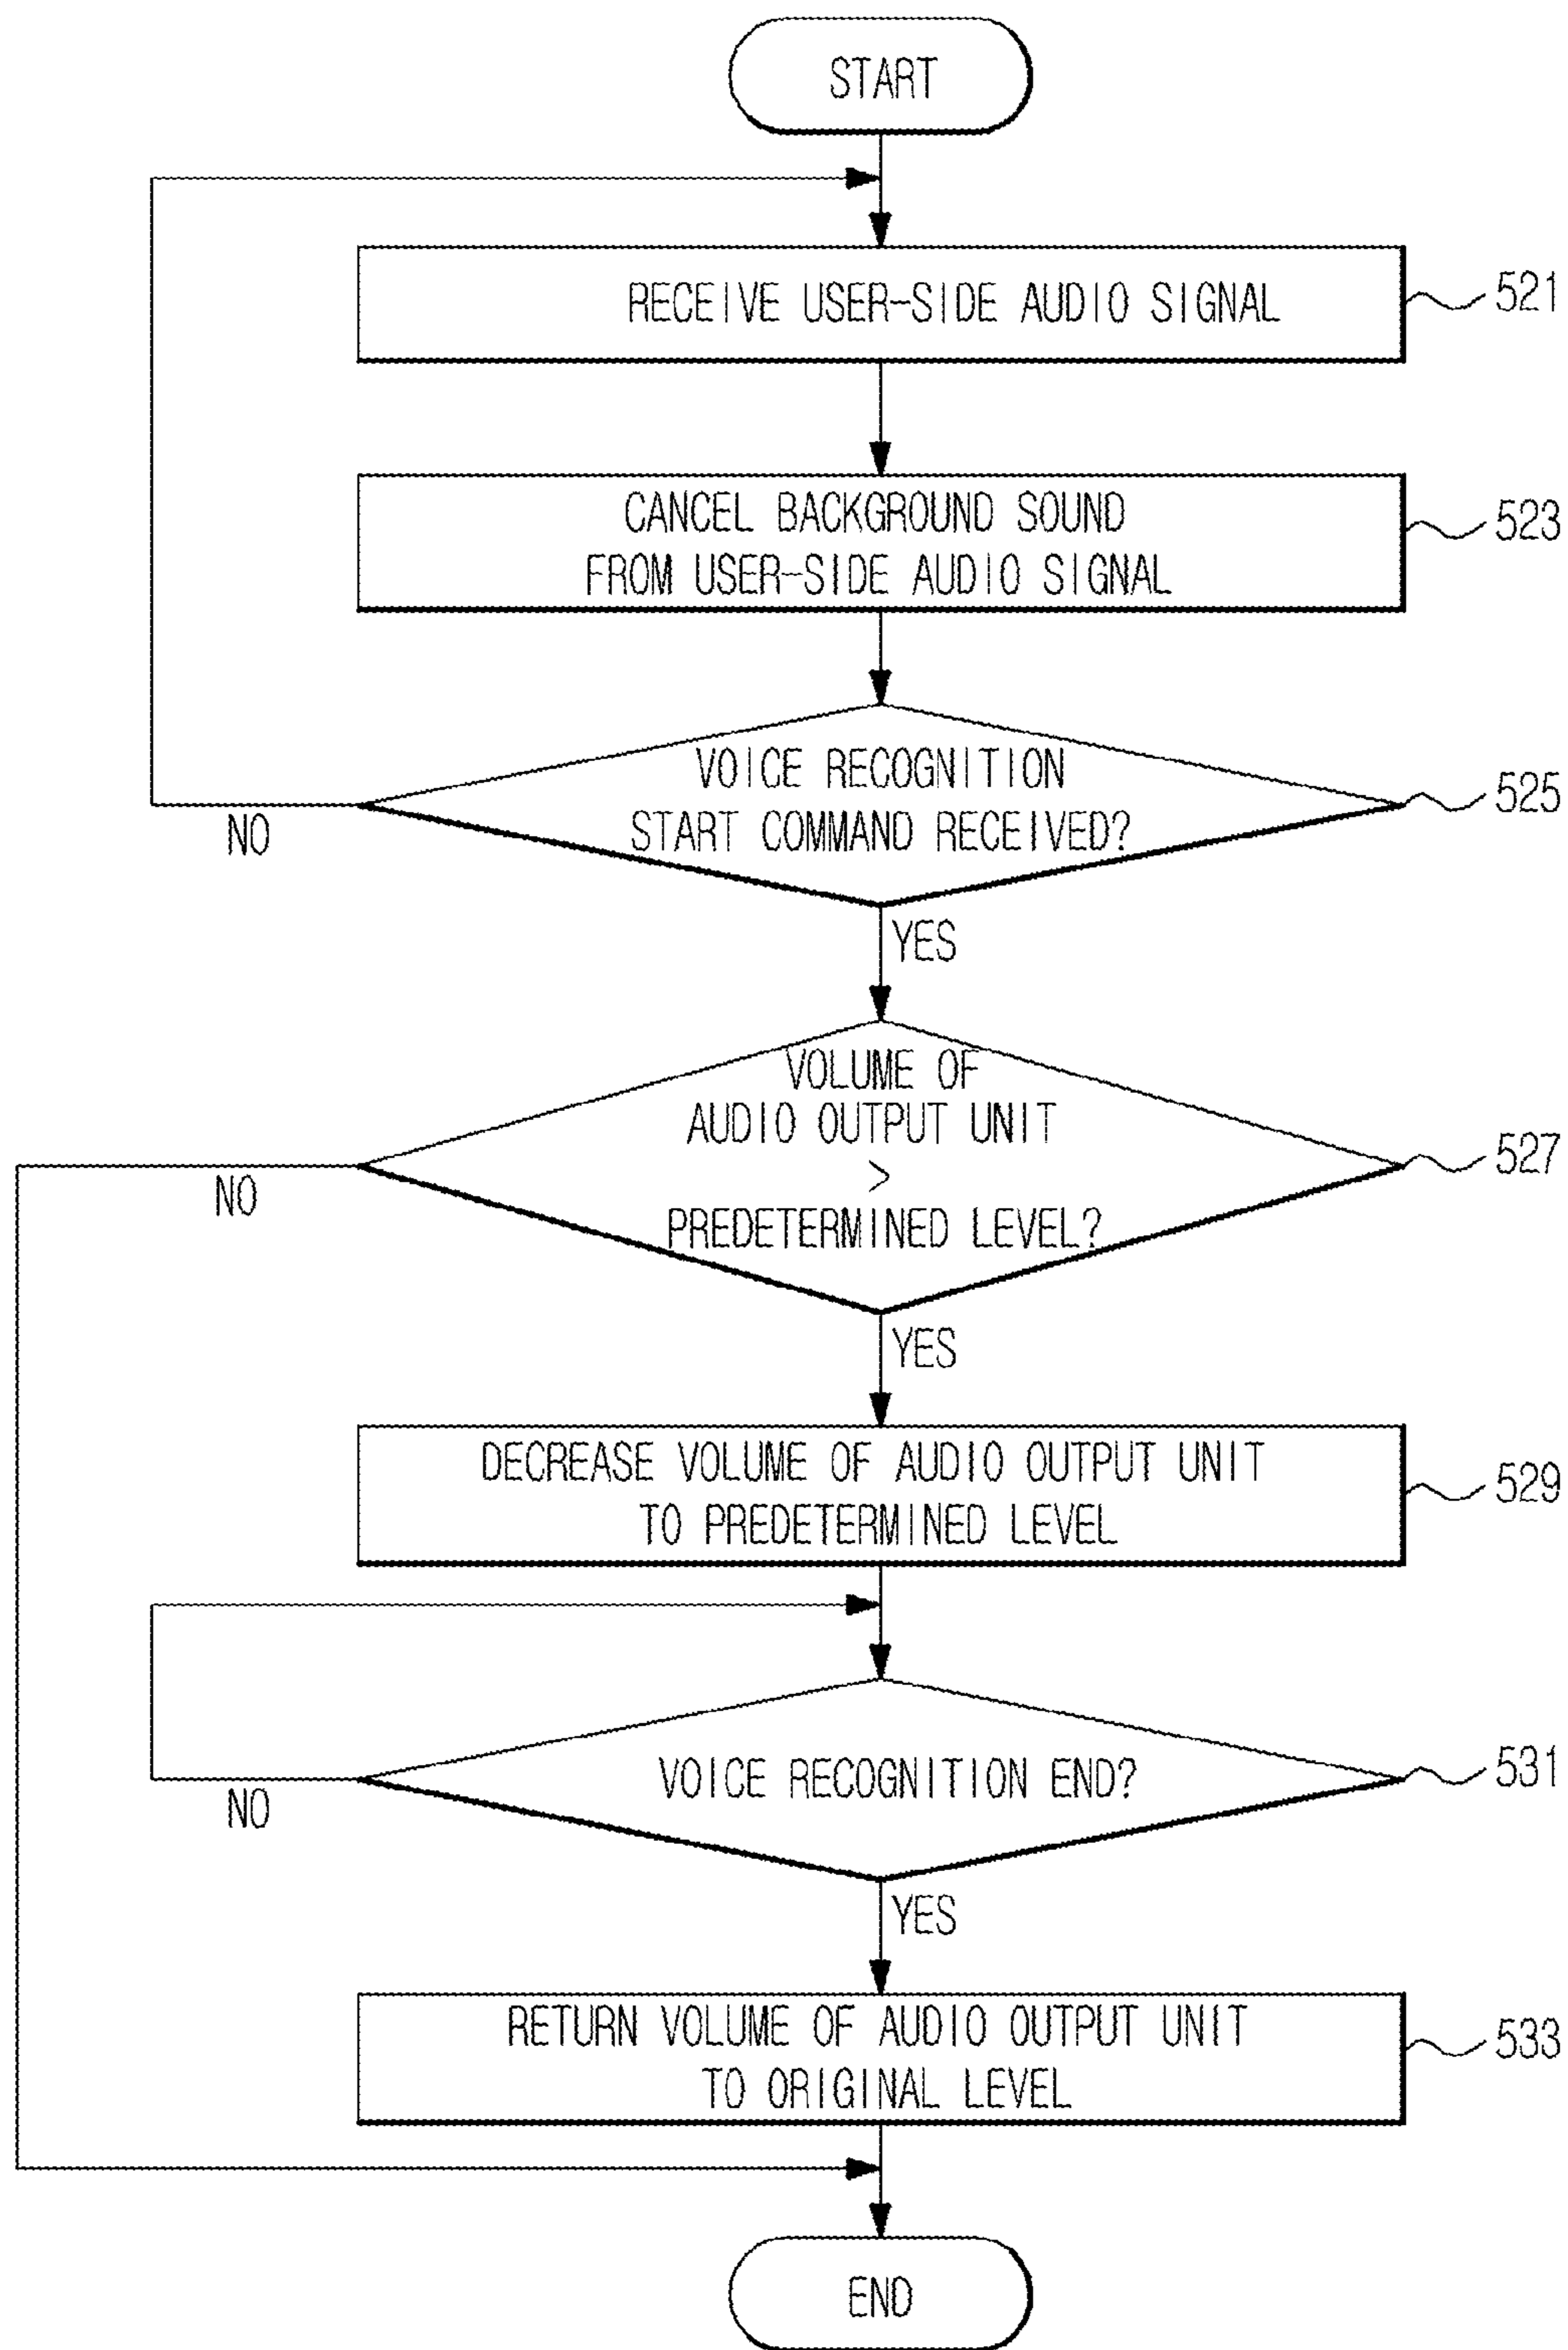 START
RECEIVE USER-SIDE AUDIO SIGNAL
521
CANCEL BACKGROUND SOUND
FROM USER-SIDE AUDIO SIGNAL
523
VOICE RECOGNITION
START COMMAND RECEIVED?
525
NO
YES
VOLUME OF
AUDIO OUTPUT UNIT
>
PREDETERMINED LEVEL?
527
NO
YES
DECREASE VOLUME OF AUDIO OUTPUT UNIT
TO PREDETERMINED LEVEL
529
VOICE RECOGNITION END?
531
NO
YES
RETURN VOLUME OF AUDIO OUTPUT UNIT
TO ORIGINAL LEVEL
533
END